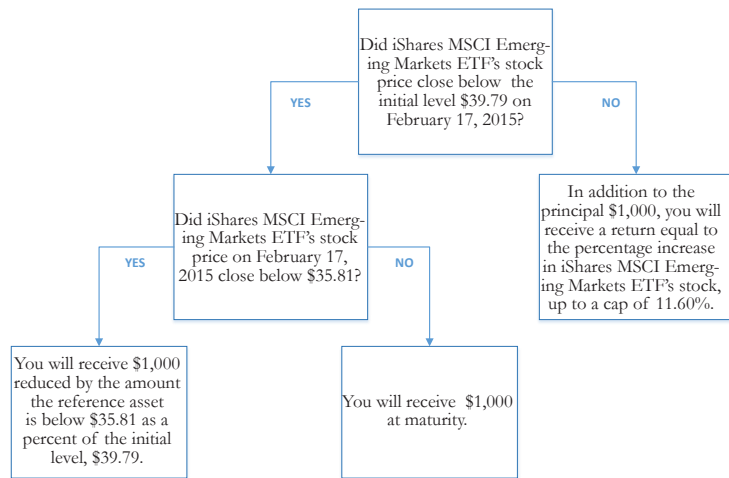 Did iShares MSCI Emerg-
ing Markets ETF's stock
price close below the
initial level $39.79 on
February 17, 2015?
YES
NO
Did iShares MSCI Emerg-
ing Markets ETF's stock
price on February 17,
2015 close below $35.81?
In addition to the
principal $1,000, you will
receive a return equal to
the percentage increase
in iShares MSCI Emerg-
ing Markets ETF's stock,
up to a cap of 11.60%.
YES
NO
You will receive $1,000
reduced by the amount
the reference asset
is below $35.81 as a
percent of the initial
level, $39.79.
You will receive $1,000
at maturity.